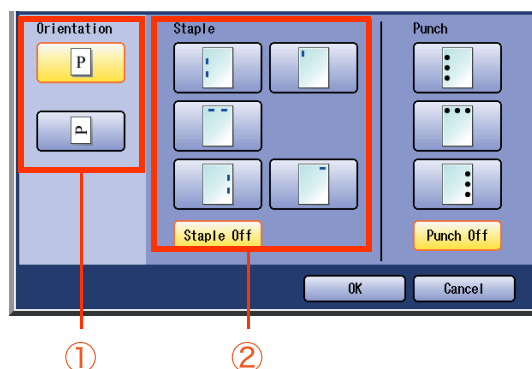 Orientation Staple Punch
P
P
Staple Off Punch Off
OK Cancel
① ②